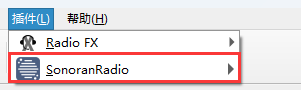 插件(L) 帮助(H)
Radio FX
SonoranRadio